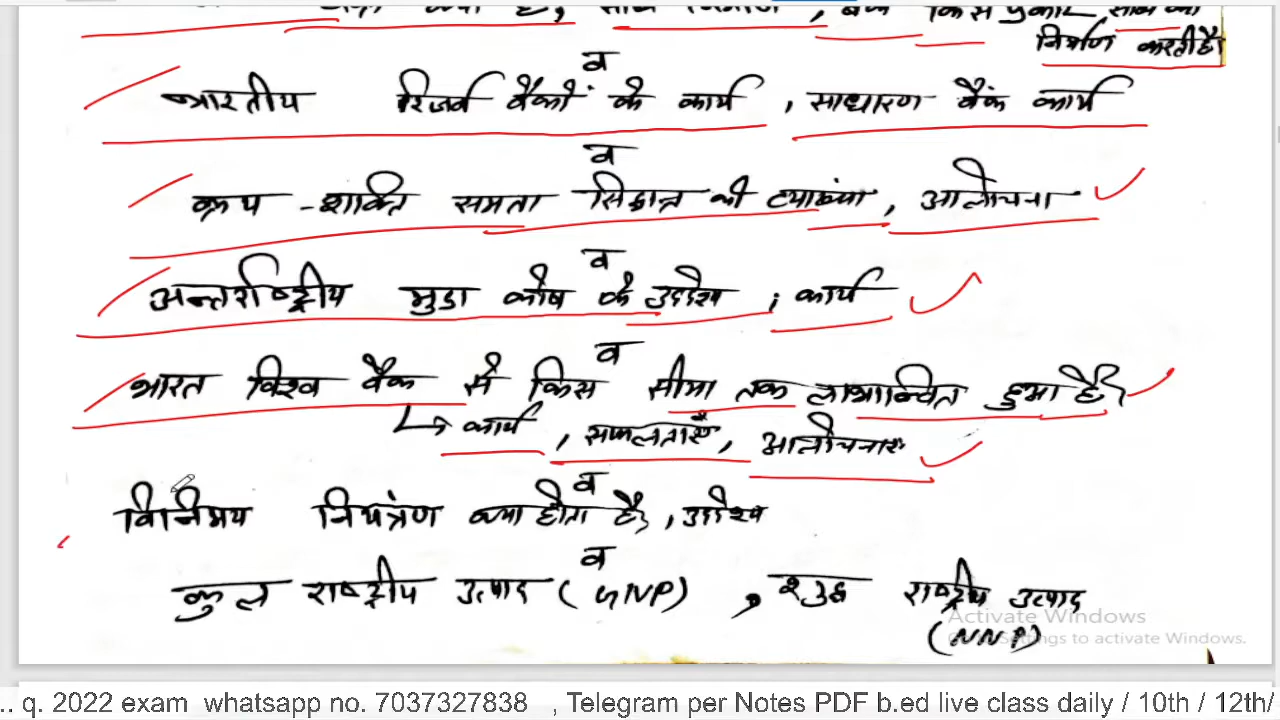 बैंक किस प्रकार साख का
निर्माण करती है।
व
भारतीय रिजर्व बैंकों के कार्य , साधारण बैंक कार्य
व
क्रय - शक्ति समता सिद्धान्त की व्याख्या , आलोचना
व
अन्तर्राष्ट्रीय मुद्रा कोष के उद्देश्य , कार्य
व
भारत विश्व बैंक से किस सीमा तक लाभान्वित हुआ है?
कार्य , सफलताएँ , आलोचनाएँ
व
विनिमय नियंत्रण क्या होता है? , उद्देश्य
व
कुल राष्ट्रीय उत्पाद (GNP) , शुद्ध राष्ट्रीय उत्पाद
(NNP)
Activate Windows
Go to Settings to activate Windows.
.. q. 2022 exam whatsapp no. 7037327838 , Telegram per Notes PDF b.ed live class daily / 10th / 12th/